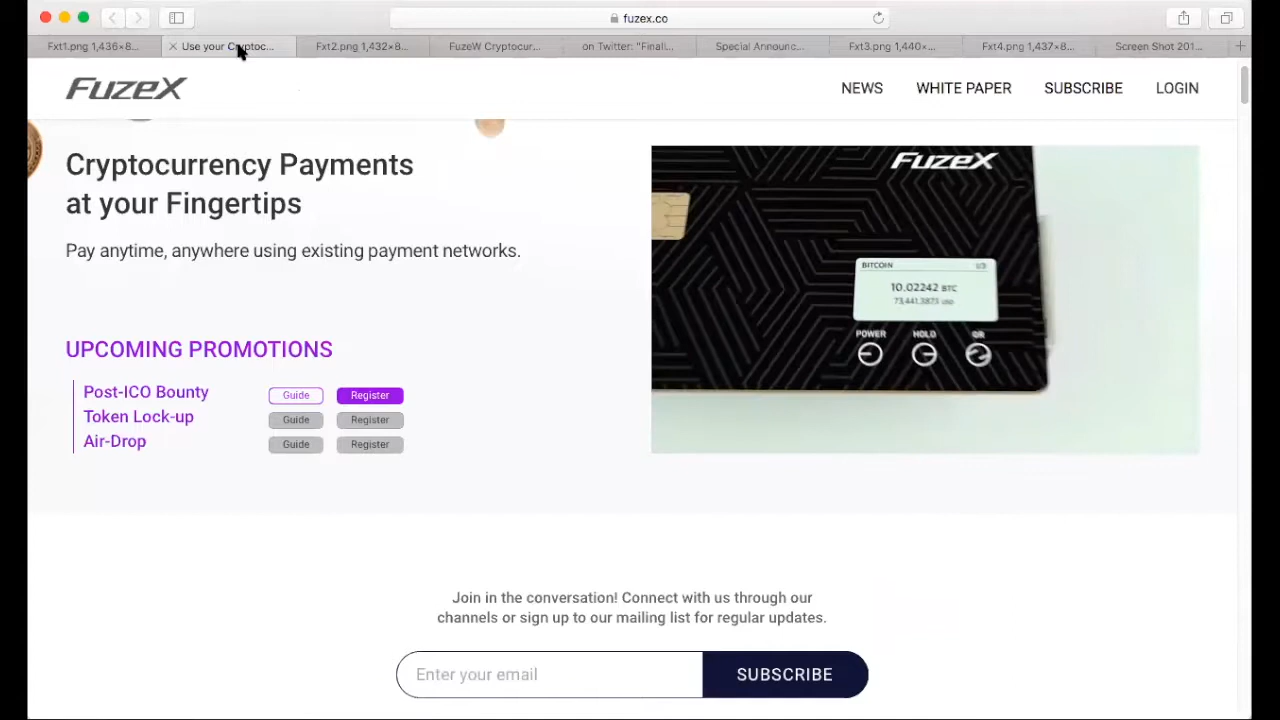 fuzex.co
Fxt1.png 1,436×8...
Use your Cryptoc...
Fxt2.png 1,432×8...
FuzeW Cryptocur...
on Twitter: "Finall...
Special Announc...
Fxt3.png 1,440×...
Fxt4.png 1,437×8...
Screen Shot 201...
FuzeX
NEWS
WHITE PAPER
SUBSCRIBE
LOGIN
Cryptocurrency Payments
at your Fingertips
Pay anytime, anywhere using existing payment networks.
UPCOMING PROMOTIONS
Post-ICO Bounty Guide Register
Token Lock-up Guide Register
Air-Drop Guide Register
FuzeX
BITCOIN
10.02242 BTC
73,441.3873 USD
POWER HOLD QR
Join in the conversation! Connect with us through our
channels or sign up to our mailing list for regular updates.
Enter your email
SUBSCRIBE